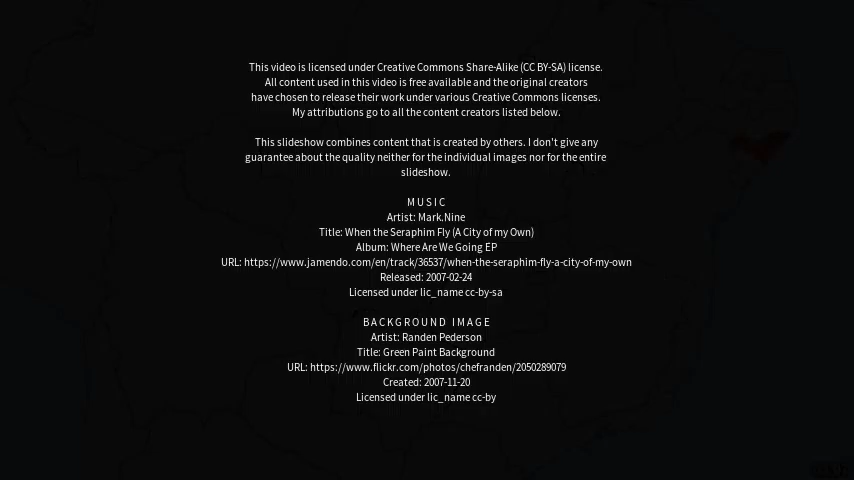 This video is licensed under Creative Commons Share-Alike (CC BY-SA) license.
All content used in this video is free available and the original creators
have chosen to release their work under various Creative Commons licenses.
My attributions go to all the content creators listed below.
This slideshow combines content that is created by others. I don't give any
guarantee about the quality neither for the individual images nor for the entire
slideshow.
MUSIC
Artist: Mark.Nine
Title: When the Seraphim Fly (A City of my Own)
Album: Where Are We Going EP
URL: https://www.jamendo.com/en/track/36537/when-the-seraphim-fly-a-city-of-my-own
Released: 2007-02-24
Licensed under lic_name cc-by-sa
BACKGROUND IMAGE
Artist: Randen Pederson
Title: Green Paint Background
URL: https://www.flickr.com/photos/chefranden/2050289079
Created: 2007-11-20
Licensed under lic_name cc-by